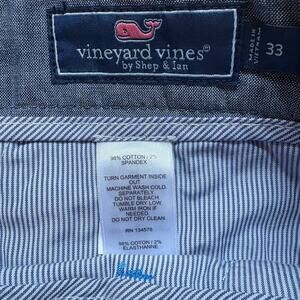 vineyard vines®
by Shep & Ian
MADE IN
VIETNAM
33
98% COTTON / 2%
SPANDEX
TURN GARMENT INSIDE
OUT
MACHINE WASH COLD.
SEPARATELY
DO NOT BLEACH
TUMBLE DRY LOW.
WARM IRON IF
NEEDED.
DO NOT DRY CLEAN.
RN 134576
98% COTTON / 2%
ELASTHANNE